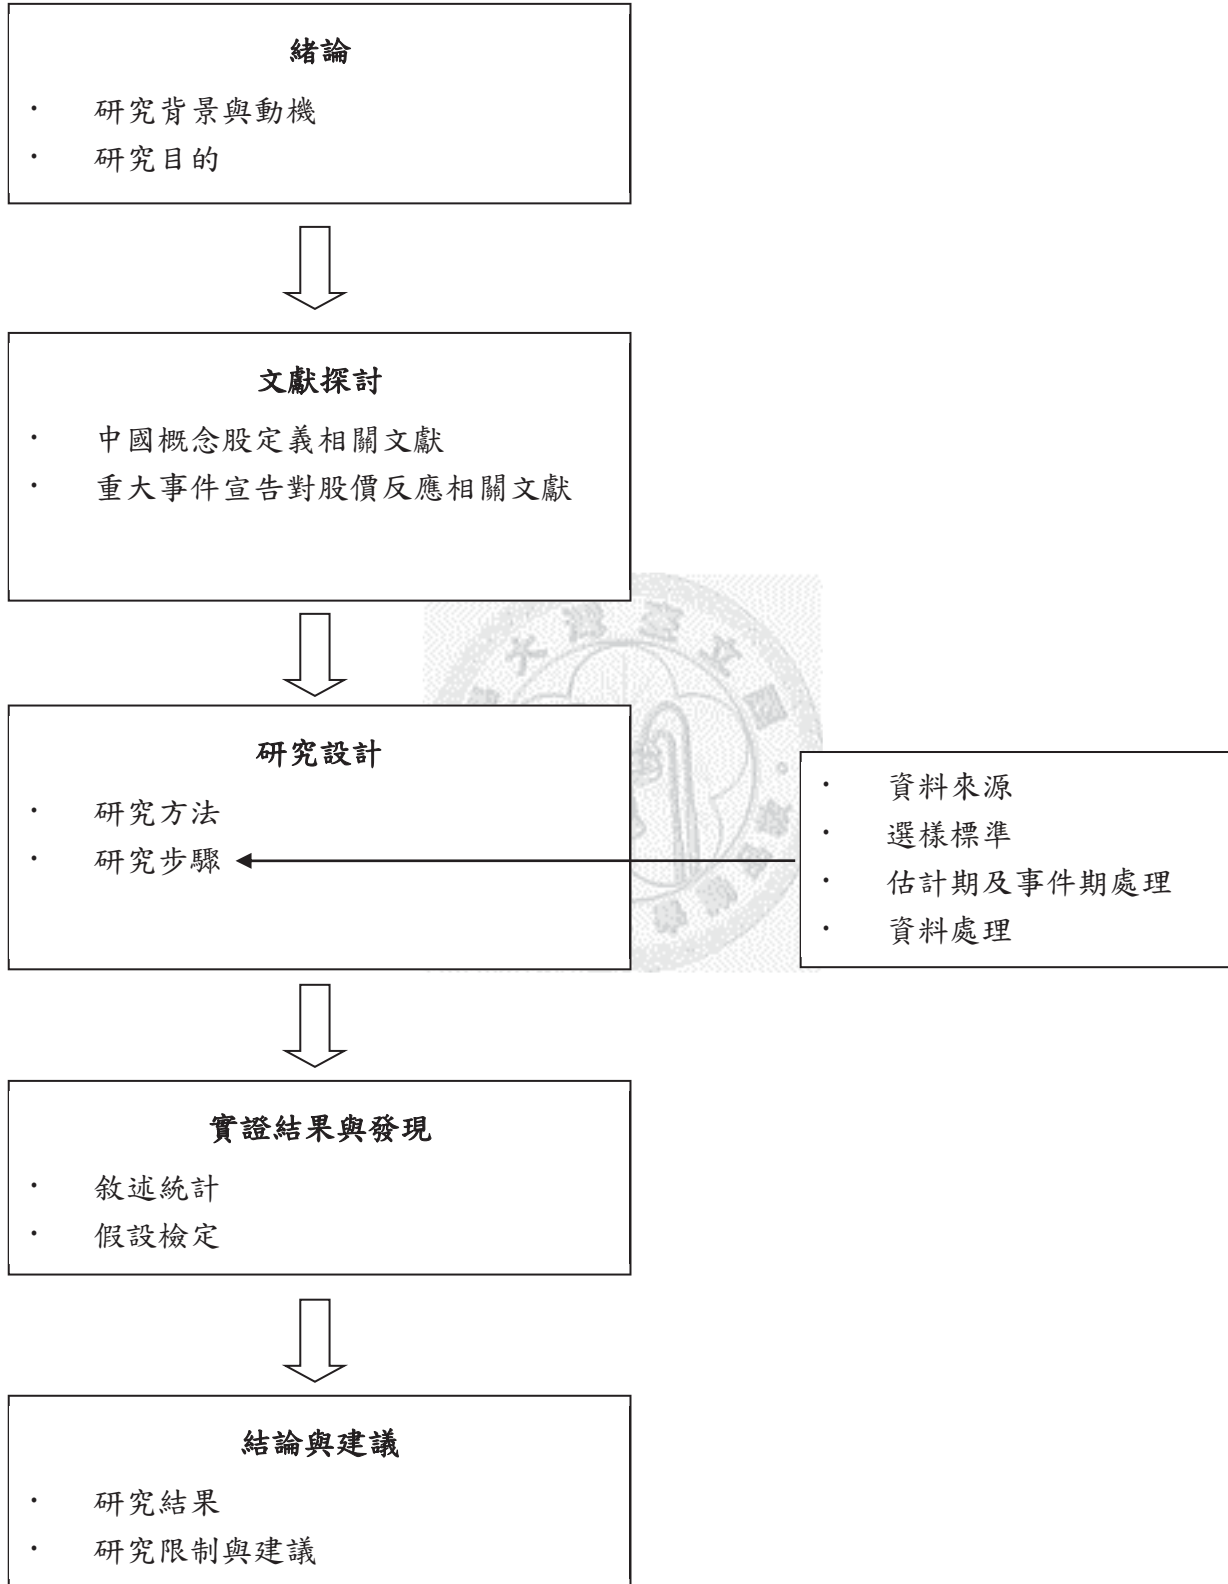 緒論
· 研究背景與動機
· 研究目的
文獻探討
· 中國概念股定義相關文獻
· 重大事件宣告對股價反應相關文獻
研究設計
· 研究方法
· 研究步驟
· 資料來源
· 選樣標準
· 估計期及事件期處理
· 資料處理
實證結果與發現
· 敘述統計
· 假設檢定
結論與建議
· 研究結果
· 研究限制與建議